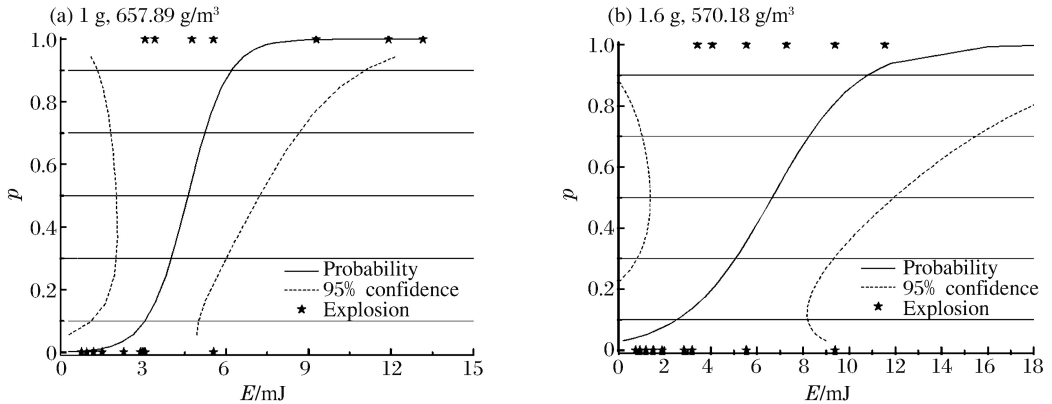 (a) 1 g, 657.89 g/m³
1.0
0.8
0.6
0.4
0.2
0
p
Probability
95% confidence
Explosion
0 3 6 9 12 15
E/mJ
(b) 1.6 g, 570.18 g/m³
1.0
0.8
0.6
0.4
0.2
0
p
Probability
95% confidence
Explosion
0 2 4 6 8 10 12 14 16 18
E/mJ